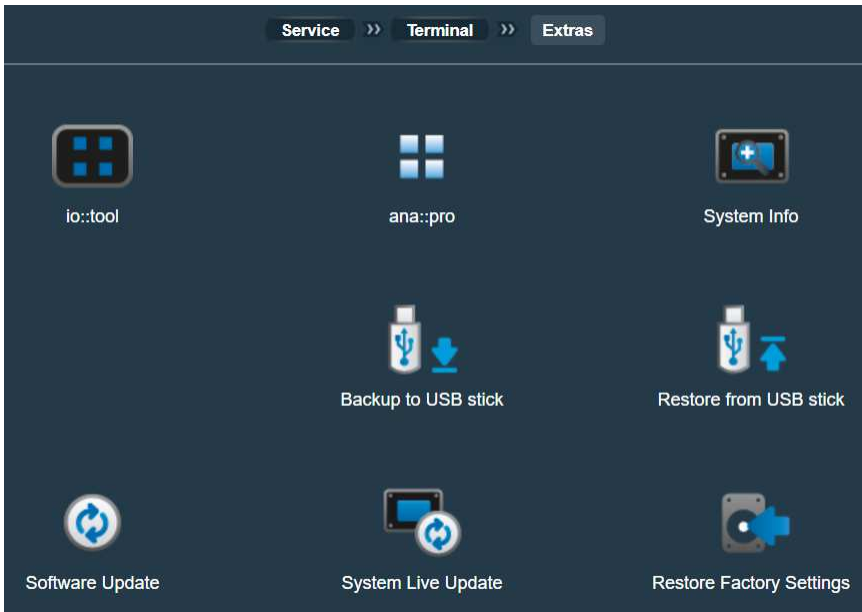 Service >> Terminal >> Extras
io::tool
ana::pro
System Info
Backup to USB stick
Restore from USB stick
Software Update
System Live Update
Restore Factory Settings